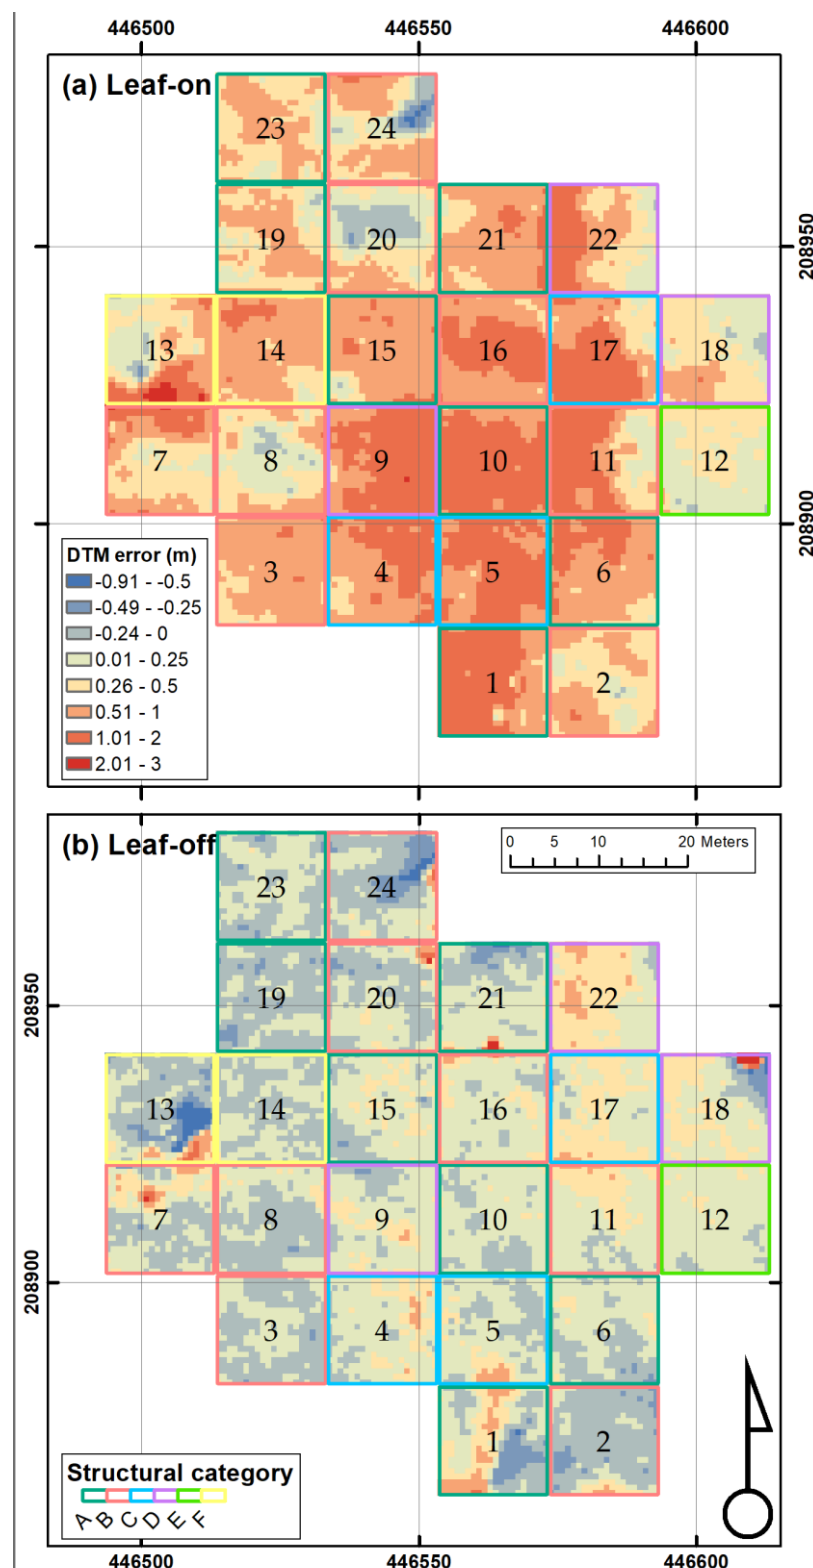 446500 446550 446600
(a) Leaf-on
23 24
19 20 21 22
208950
13 14 15 16 17 18
7 8 9 10 11 12
208900
3 4 5 6
1 2
DTM error (m)
-0.91 - -0.5
-0.49 - -0.25
-0.24 - 0
0.01 - 0.25
0.26 - 0.5
0.51 - 1
1.01 - 2
2.01 - 3
(b) Leaf-off
0 5 10 20 Meters
23 24
208950
19 20 21 22
13 14 15 16 17 18
7 8 9 10 11 12
208900
3 4 5 6
1 2
Structural category
A B C D E F
446500 446550 446600